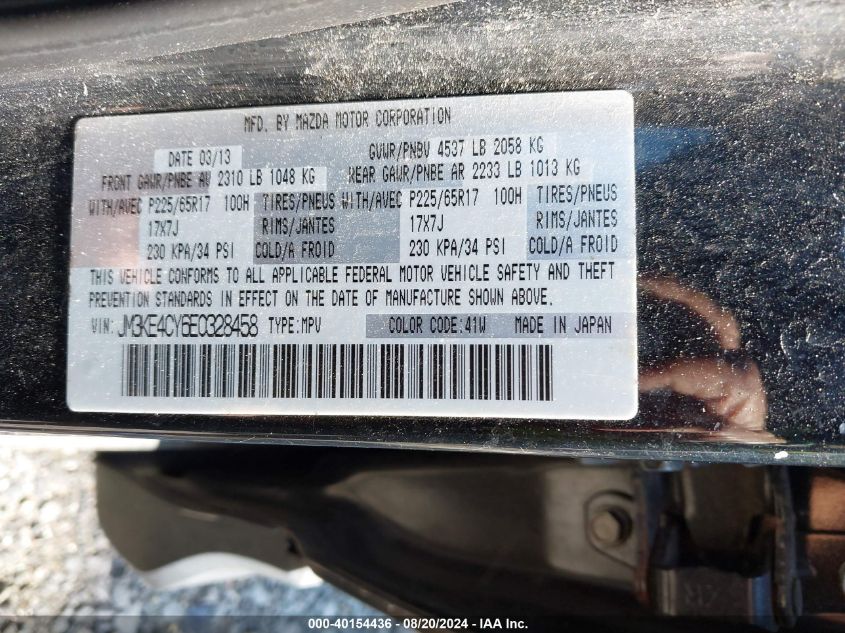 MFD. BY MAZDA MOTOR CORPORATION
DATE 03/13 GVWR/PNBV 4537 LB 2058 KG
FRONT GAWR/PNBE AV 2310 LB 1048 KG REAR GAWR/PNBE AR 2233 LB 1013 KG
WITH/AVEC P225/65R17 100H TIRES/PNEUS WITH/AVEC P225/65R17 100H TIRES/PNEUS
17X7J RIMS/JANTES 17X7J RIMS/JANTES
230 KPA/34 PSI COLD/A FROID 230 KPA/34 PSI COLD/A FROID
THIS VEHICLE CONFORMS TO ALL APPLICABLE FEDERAL MOTOR VEHICLE SAFETY AND THEFT
PREVENTION STANDARDS IN EFFECT ON THE DATE OF MANUFACTURE SHOWN ABOVE.
VIN: JM3KE4CY6E0328458 TYPE:MPV COLOR CODE:41W MADE IN JAPAN
000-40154436 - 08/20/2024 - IAA Inc.